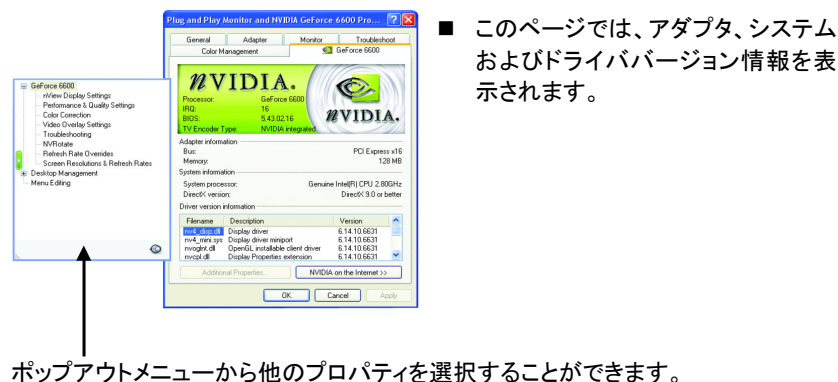 Plug and Play Monitor and NVIDIA GeForce 6600 Pro...
General Adapter Monitor Troubleshoot
Color Management GeForce 6600
NVIDIA.
Processor: GeForce 6600
IRQ: 16
BIOS: 5.43.02.16
TV Encoder Type: NVIDIA integrated
NVIDIA.
Adapter information
Bus: PCI Express x16
Memory: 128 MB
System information
System processor: Genuine Intel(R) CPU 2.80GHz
DirectX version: DirectX 9.0 or better
Driver version information
Filename Description Version
nv4_disp.dll Display driver 6.14.10.6631
nv4_mini.sys Display driver miniport 6.14.10.6631
nvoglnt.dll OpenGL installable client driver 6.14.10.6631
nvcpl.dll Display Properties extension 6.14.10.6631
Additional Properties... NVIDIA on the Internet >>
OK Cancel Apply
GeForce 6600
nView Display Settings
Performance & Quality Settings
Color Correction
Video Overlay Settings
Troubleshooting
NVRotate
Refresh Rate Overrides
Screen Resolutions & Refresh Rates
Desktop Management
Menu Editing
■ このページでは、アダプタ、システム
およびドライババージョン情報を表
示されます。
ポップアウトメニューから他のプロパティを選択することができます。